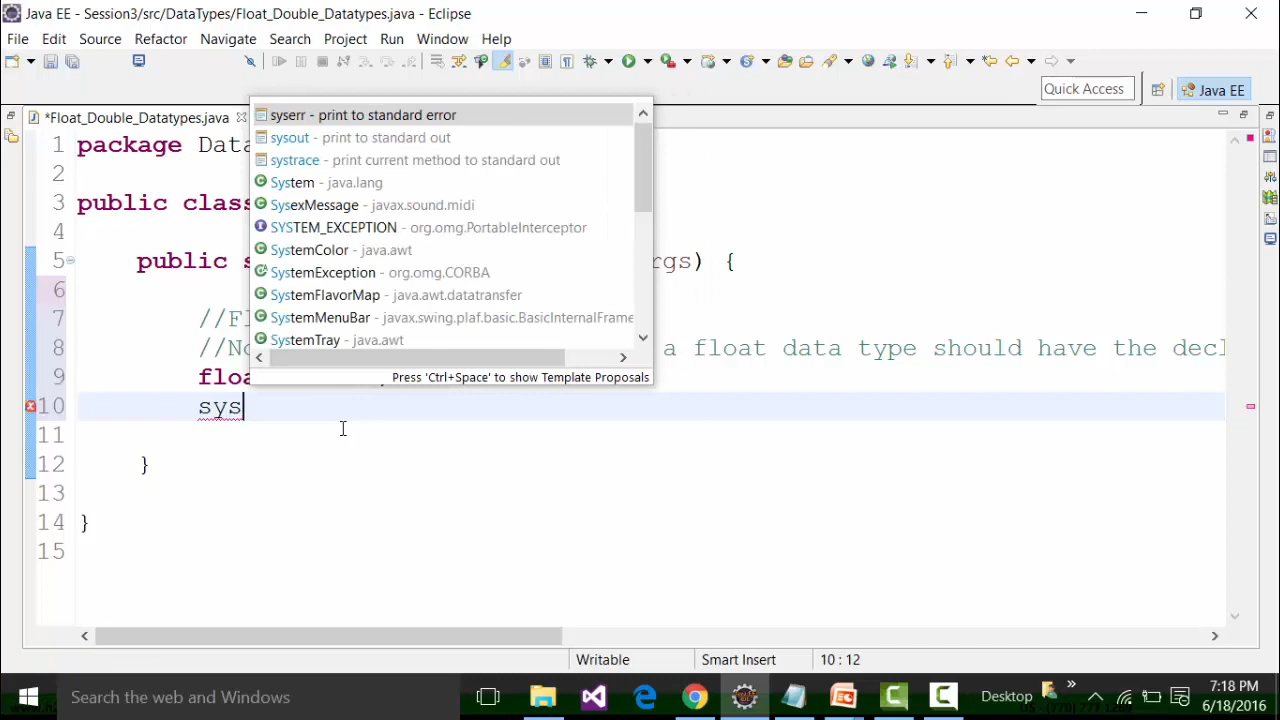 Java EE - Session3/src/DataTypes/Float_Double_Datatypes.java - Eclipse
File Edit Source Refactor Navigate Search Project Run Window Help
Quick Access Java EE
*Float_Double_Datatypes.java
1 package Data
2
3 public class
4
5 public s rgs) {
6
7 //Fl
8 //No a float data type should have the decl
9 floa
10 sys
11
12 }
13
14 }
15
syserr - print to standard error
sysout - print to standard out
systrace - print current method to standard out
System - java.lang
SysexMessage - javax.sound.midi
SYSTEM_EXCEPTION - org.omg.PortableInterceptor
SystemColor - java.awt
SystemException - org.omg.CORBA
SystemFlavorMap - java.awt.datatransfer
SystemMenuBar - javax.swing.plaf.basic.BasicInternalFrame
SystemTray - java.awt
Press 'Ctrl+Space' to show Template Proposals
Writable Smart Insert 10 : 12
Search the web and Windows Desktop 7:18 PM
6/18/2016